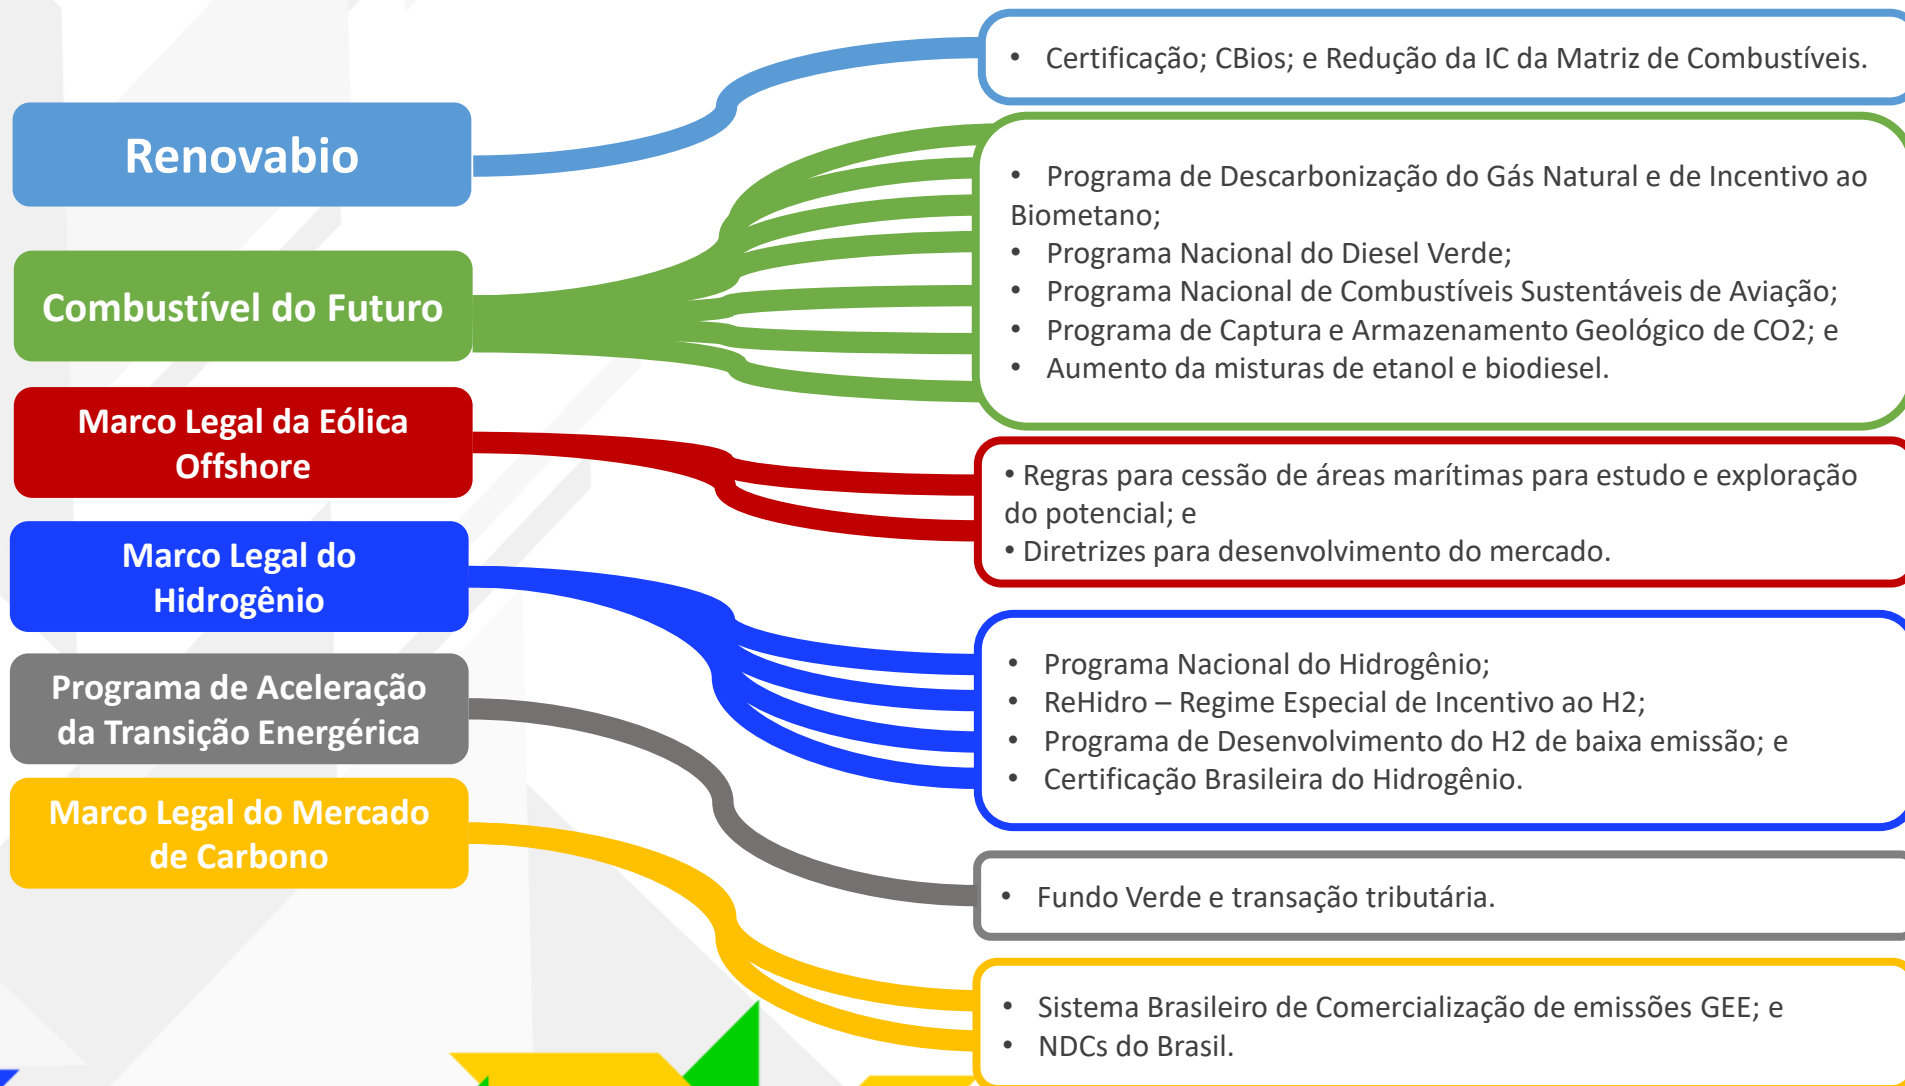 Renovabio
• Certificação; CBios; e Redução da IC da Matriz de Combustíveis.
Combustível do Futuro
• Programa de Descarbonização do Gás Natural e de Incentivo ao
Biometano;
• Programa Nacional do Diesel Verde;
• Programa Nacional de Combustíveis Sustentáveis de Aviação;
• Programa de Captura e Armazenamento Geológico de CO2; e
• Aumento da misturas de etanol e biodiesel.
Marco Legal da Eólica
Offshore
• Regras para cessão de áreas marítimas para estudo e exploração
do potencial; e
• Diretrizes para desenvolvimento do mercado.
Marco Legal do
Hidrogênio
• Programa Nacional do Hidrogênio;
• ReHidro – Regime Especial de Incentivo ao H2;
• Programa de Desenvolvimento do H2 de baixa emissão; e
• Certificação Brasileira do Hidrogênio.
Programa de Aceleração
da Transição Energérica
• Fundo Verde e transação tributária.
Marco Legal do Mercado
de Carbono
• Sistema Brasileiro de Comercialização de emissões GEE; e
• NDCs do Brasil.